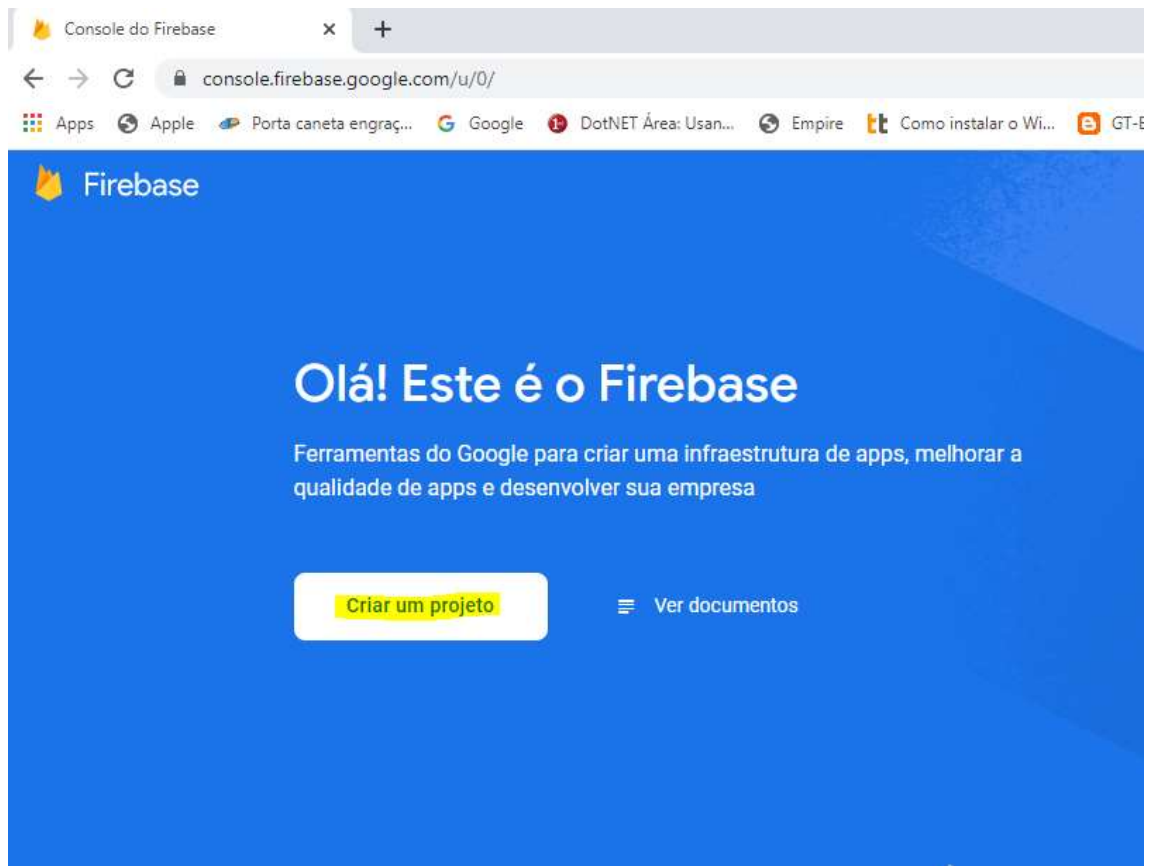 Console do Firebase
console.firebase.google.com/u/0/
Apps Apple Porta caneta engraç... Google DotNET Área: Usan... Empire Como instalar o Wi... GT-E
Firebase
Olá! Este é o Firebase
Ferramentas do Google para criar uma infraestrutura de apps, melhorar a
qualidade de apps e desenvolver sua empresa
Criar um projeto Ver documentos